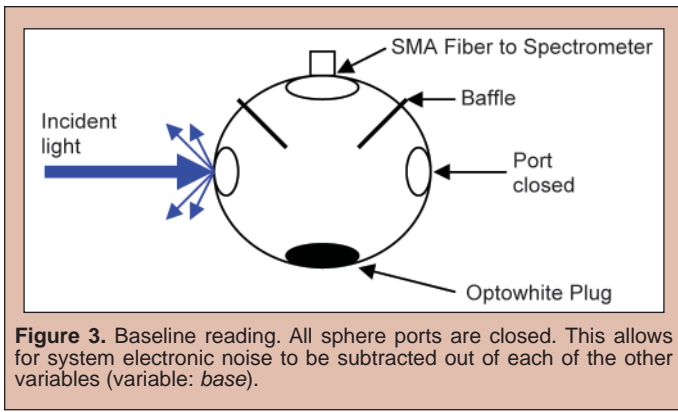 SMA Fiber to Spectrometer
Baffle
Incident
light
Port
closed
Optowhite Plug
Figure 3. Baseline reading. All sphere ports are closed. This allows
for system electronic noise to be subtracted out of each of the other
variables (variable: base).